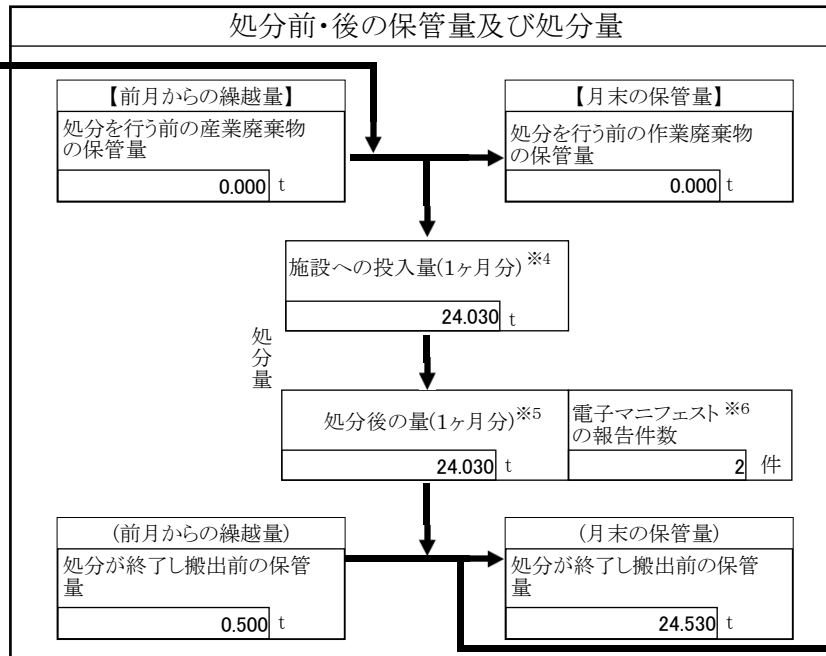 処分前・後の保管量及び処分量
【前月からの繰越量】
処分を行う前の産業廃棄物
の保管量
0.000 t
【月末の保管量】
処分を行う前の作業廃棄物
の保管量
0.000 t
施設への投入量(1ヶ月分)※4
24.030 t
処分量
処分後の量(1ヶ月分)※5
24.030 t
電子マニフェスト※6
の報告件数
2 件
(前月からの繰越量)
処分が終了し搬出前の保管
量
0.500 t
(月末の保管量)
処分が終了し搬出前の保管
量
24.530 t